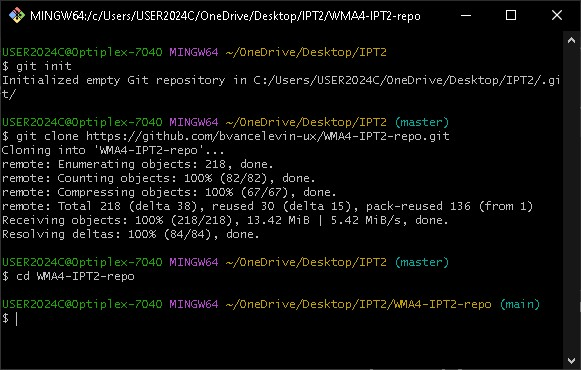 MINGW64:/c/Users/USER2024C/OneDrive/Desktop/IPT2/WMA4-IPT2-repo
USER2024C@Optiplex-7040 MINGW64 ~/OneDrive/Desktop/IPT2
$ git init
Initialized empty Git repository in C:/Users/USER2024C/OneDrive/Desktop/IPT2/.gi
t/
USER2024C@Optiplex-7040 MINGW64 ~/OneDrive/Desktop/IPT2 (master)
$ git clone https://github.com/bvancelevin-ux/WMA4-IPT2-repo.git
Cloning into 'WMA4-IPT2-repo'...
remote: Enumerating objects: 218, done.
remote: Counting objects: 100% (82/82), done.
remote: Compressing objects: 100% (67/67), done.
remote: Total 218 (delta 38), reused 30 (delta 15), pack-reused 136 (from 1)
Receiving objects: 100% (218/218), 13.42 MiB | 5.42 MiB/s, done.
Resolving deltas: 100% (84/84), done.
USER2024C@Optiplex-7040 MINGW64 ~/OneDrive/Desktop/IPT2 (master)
$ cd WMA4-IPT2-repo
USER2024C@Optiplex-7040 MINGW64 ~/OneDrive/Desktop/IPT2/WMA4-IPT2-repo (main)
$